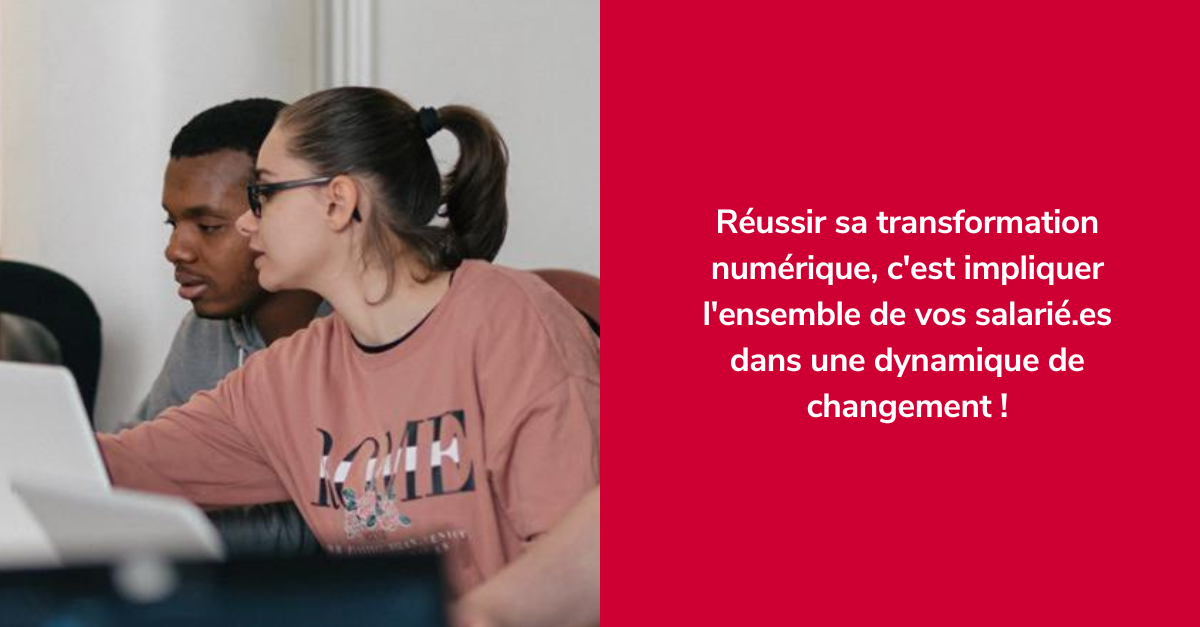 Réussir sa transformation
numérique, c'est impliquer
l'ensemble de vos salarié.es
dans une dynamique de
changement !
ROME